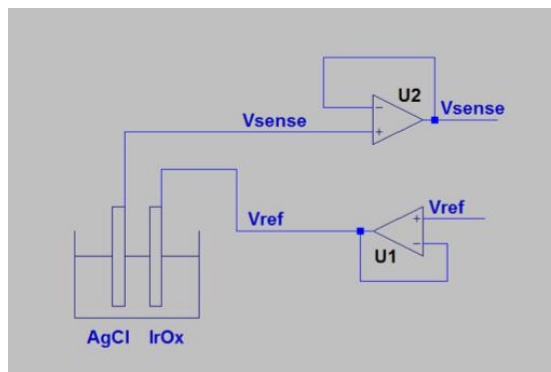 U2
Vsense
Vsense
Vref
Vref
U1
AgCl IrOx